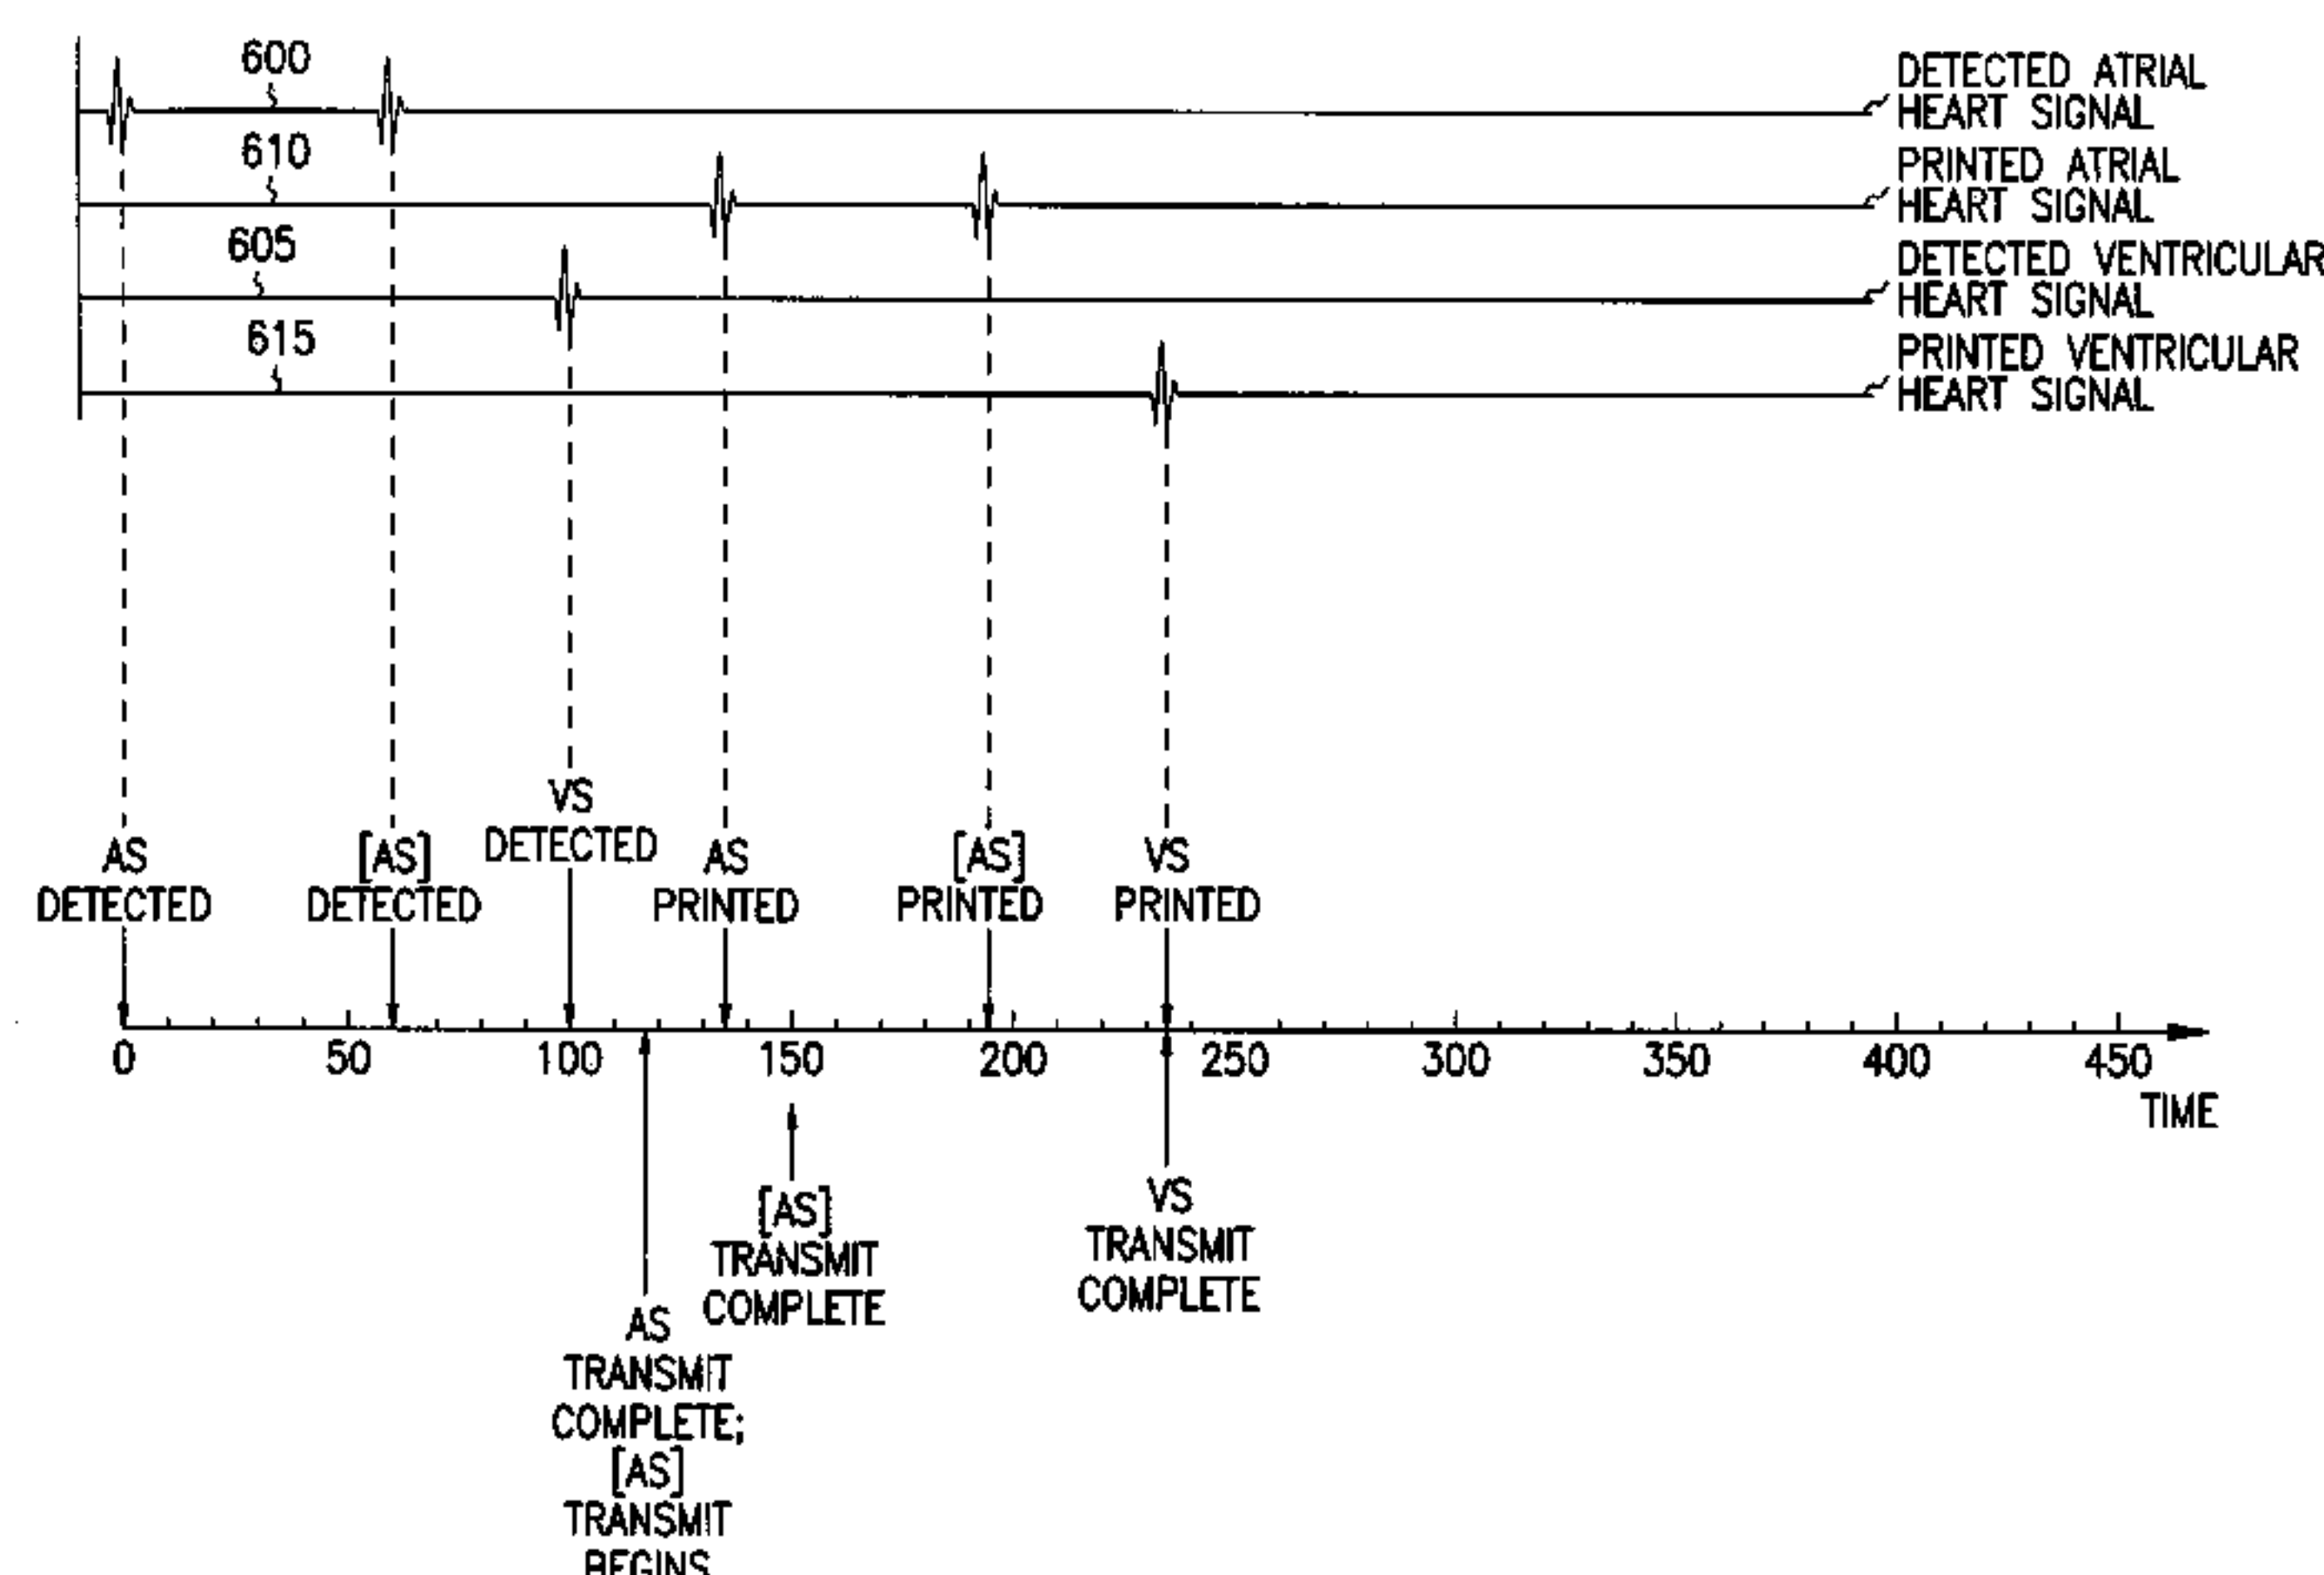 600
DETECTED ATRIAL
HEART SIGNAL
610
PRINTED ATRIAL
HEART SIGNAL
605
DETECTED VENTRICULAR
HEART SIGNAL
615
PRINTED VENTRICULAR
HEART SIGNAL
AS
DETECTED
[AS]
DETECTED
VS
DETECTED
AS
PRINTED
[AS]
PRINTED
VS
PRINTED
0 50 100 150 200 250 300 350 400 450
TIME
[AS]
TRANSMIT
COMPLETE
VS
TRANSMIT
COMPLETE
AS
TRANSMIT
COMPLETE;
[AS]
TRANSMIT
BEGINS